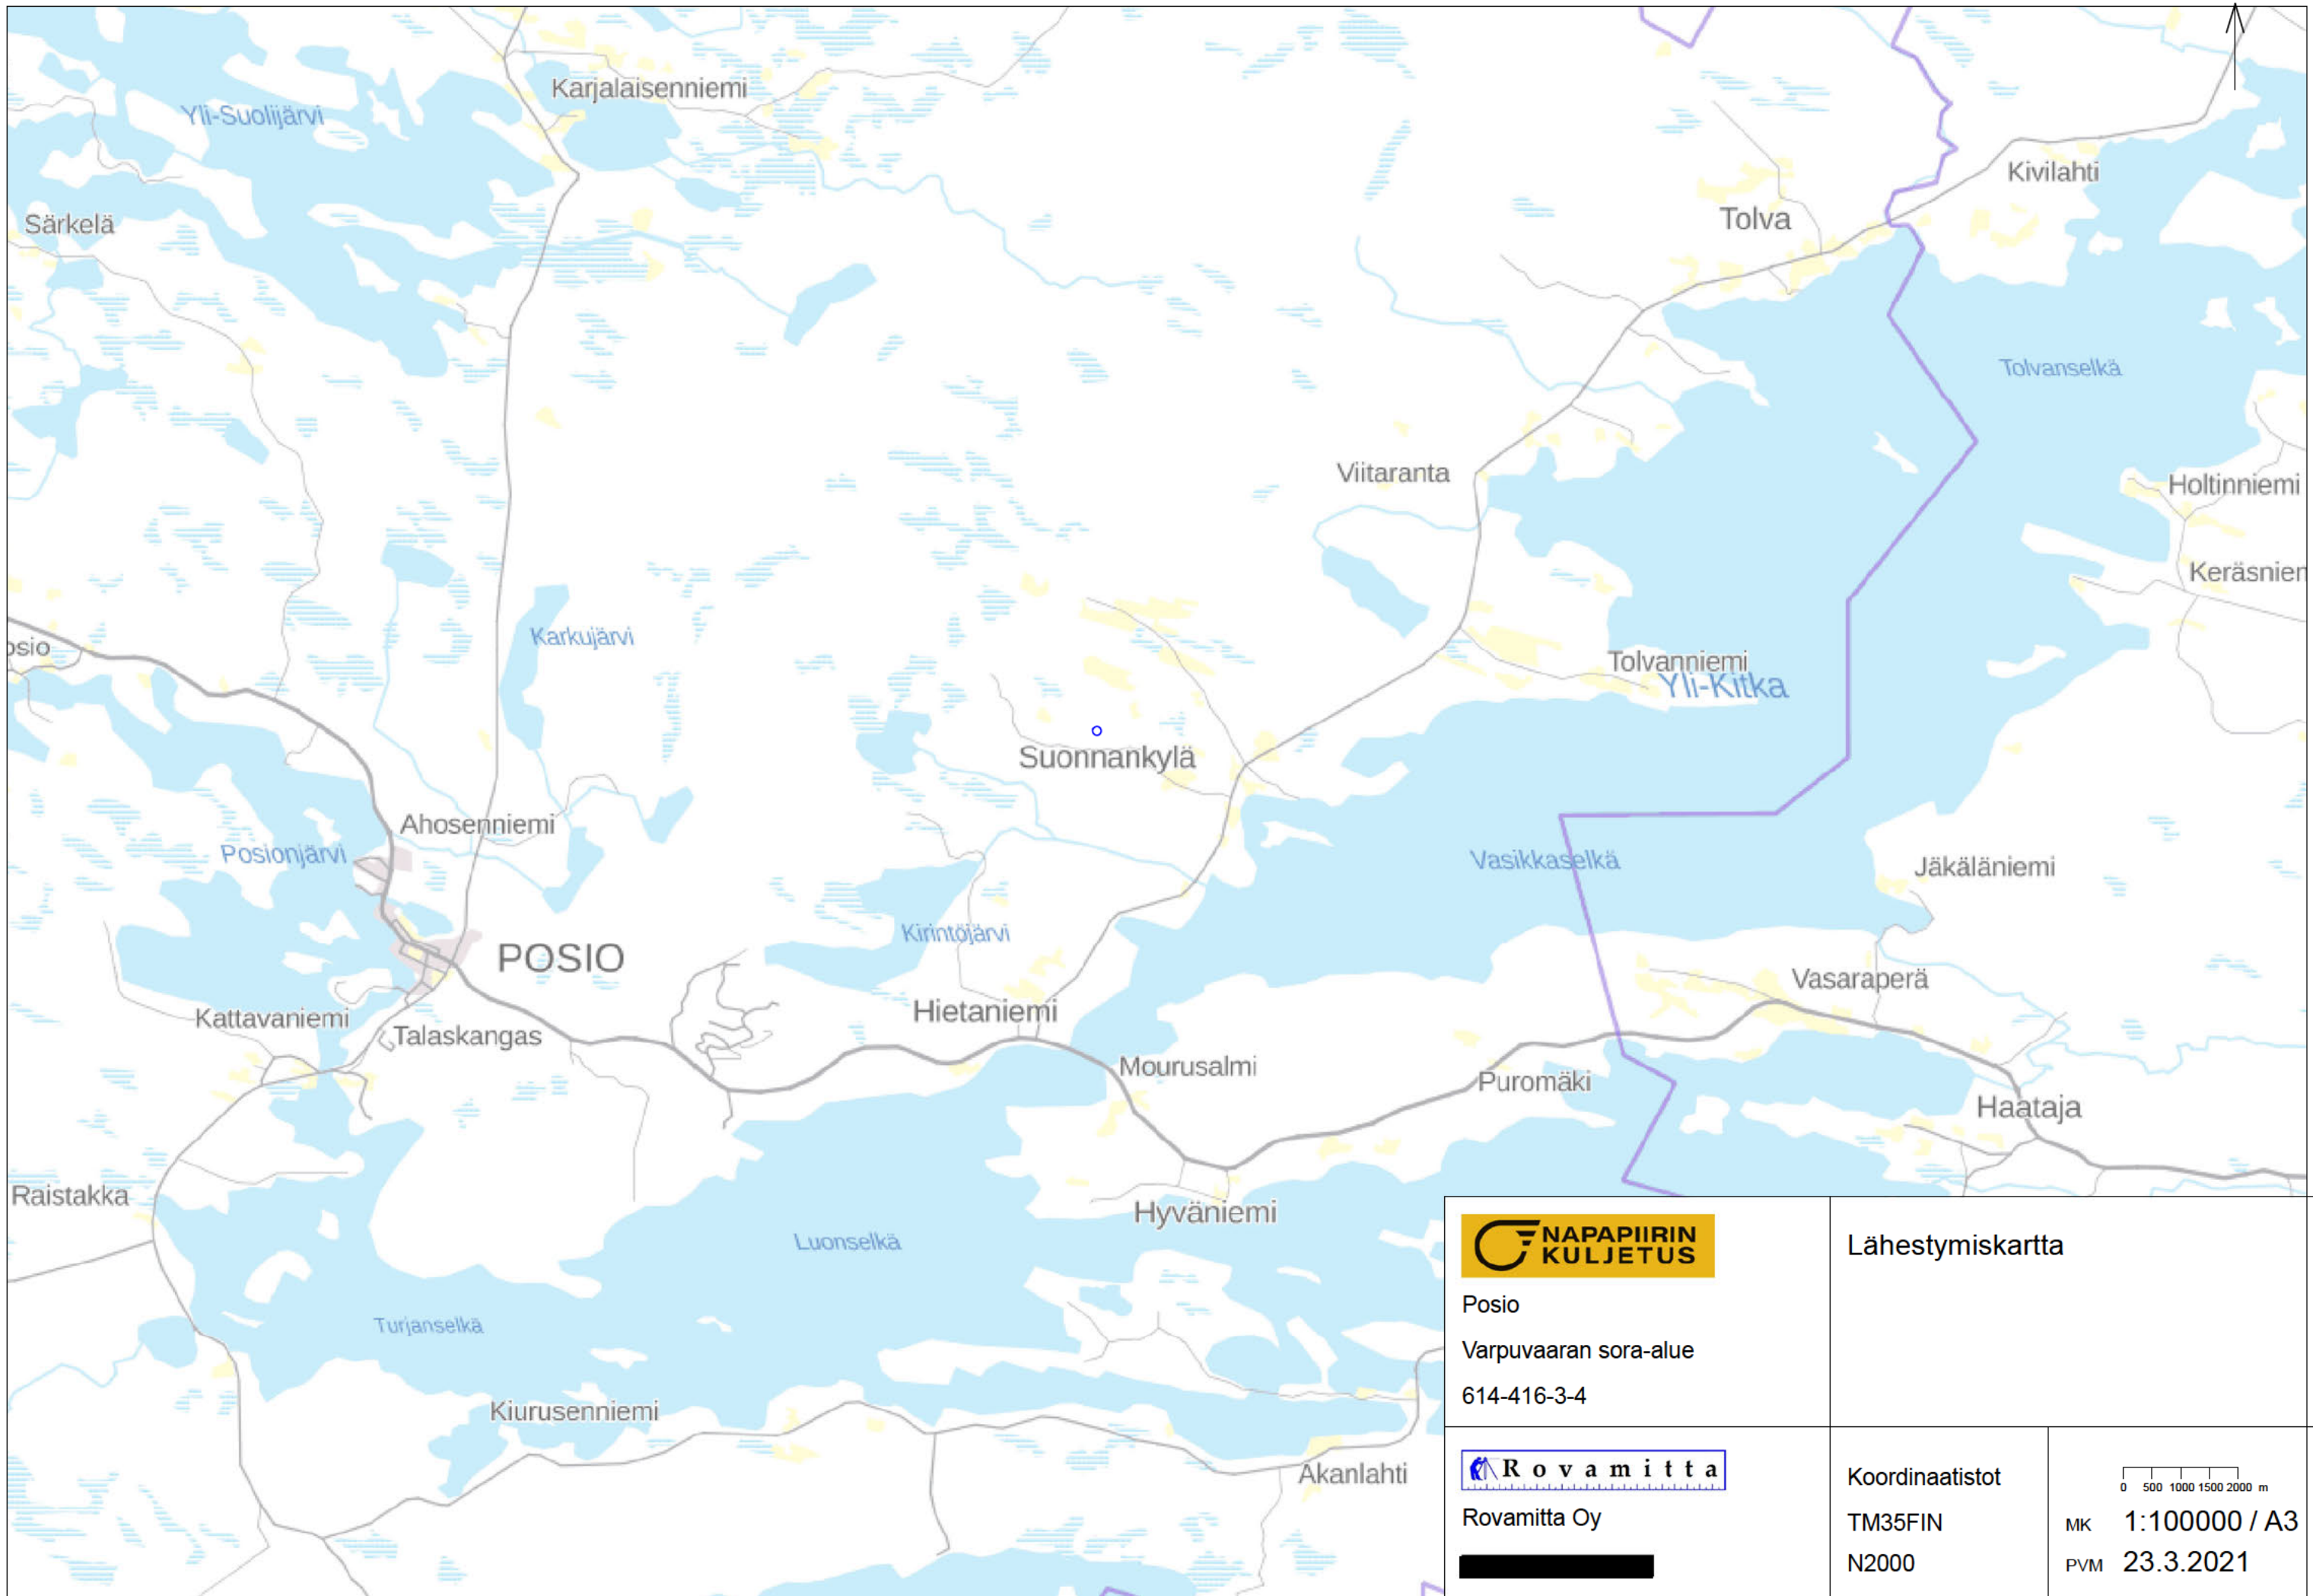 Karjalaisenniemi
Yli-Suolijärvi
Kivilahti
Särkelä
Tolva
Tolvanselkä
Viitaranta
Holtinniemi
Keräsnien
osio
Karkujärvi
Tolvanniemi
Yli-Kitka
Suonnankylä
Ahosenniemi
Posionjärvi
Vasikkaselkä
Jäkäläniemi
Kirintöjärvi
POSIO
Vasaraperä
Kattavaniemi
Hietaniemi
Talaskangas
Mourusalmi
Puromäki
Haataja
Raistakka
Hyväniemi
Luonselkä
Turjanselkä
Kiurusenniemi
Akanlahti
NAPAPIIRIN
KULJETUS
Posio
Varpuvaaran sora-alue
614-416-3-4
Lähestymiskartta
Rovamitta
Rovamitta Oy
Koordinaatistot
TM35FIN
N2000
0 500 1000 1500 2000 m
MK 1:100000 / A3
PVM 23.3.2021